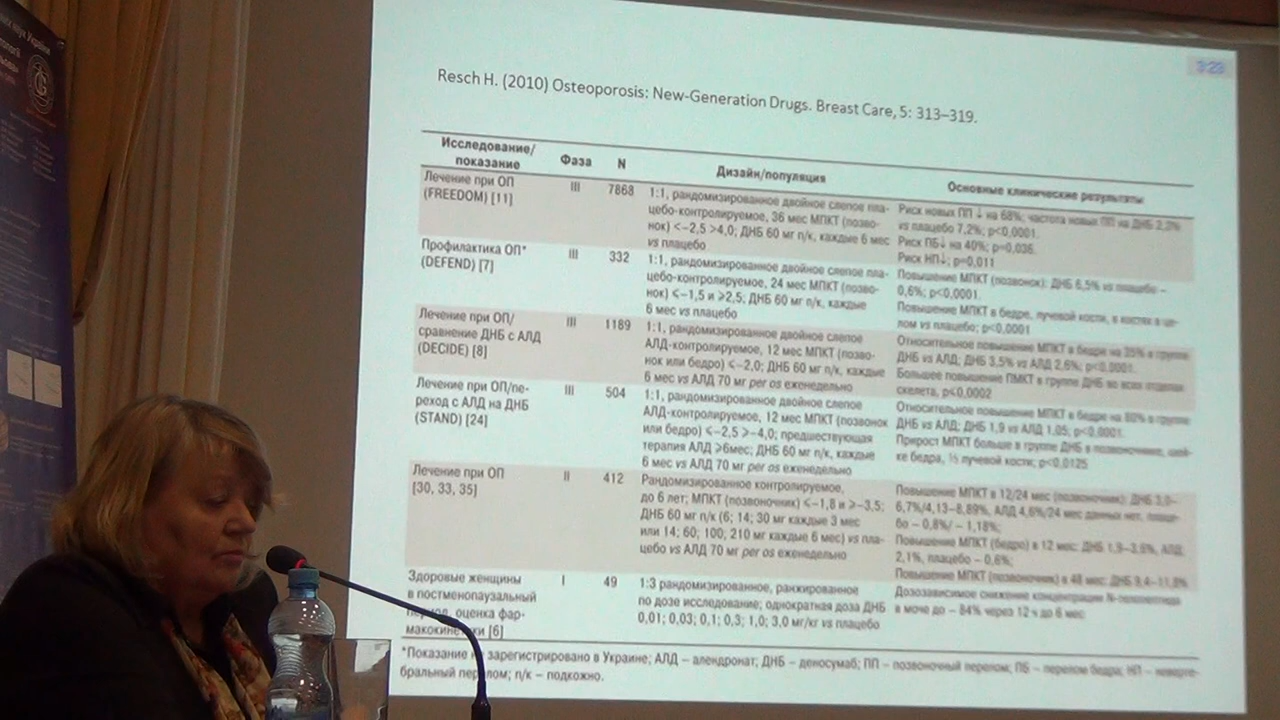 наук України
3:23
Resch H. (2010) Osteoporosis: New-Generation Drugs. Breast Care, 5: 313–319.
Исследование/
показание
Фаза
N
Дизайн/популяция
Основные клинические результаты
Лечение при ОП
(FREEDOM) [11]
III
7868
1:1, рандомизированное двойное слепое пла-
цебо-контролируемое, 36 мес МПКТ (позво-
нок) <–2,5 >4,0; ДНБ 60 мг п/к, каждые 6 мес
vs плацебо
Риск новых ПП ↓ на 68%; частота новых ПП на ДНБ 2,3%
vs плацебо 7,2%; p<0,0001.
Риск ПБ↓ на 40%; p=0,036.
Риск НП↓; p=0,011
Профилактика ОП*
(DEFEND) [7]
III
332
1:1, рандомизированное двойное слепое пла-
цебо-контролируемое, 24 мес МПКТ (позво-
нок) <–1,5 и >2,5; ДНБ 60 мг п/к, каждые
6 мес vs плацебо
Повышение МПКТ (позвонок): ДНБ 6,5% vs плацебо –
0,6%; p<0,0001.
Повышение МПКТ в бедре, лучевой кости, в костях в це-
лом vs плацебо; p<0,0001
Лечение при ОП/
сравнение ДНБ с АЛД
(DECIDE) [8]
III
1189
1:1, рандомизированное двойное слепое
АЛД-контролируемое, 12 мес МПКТ (позво-
нок или бедро) <–2,0; ДНБ 60 мг п/к, каждые
6 мес vs АЛД 70 мг per os еженедельно
Относительное повышение МПКТ в бедре на 35% в группе
ДНБ vs АЛД; ДНБ 3,5% vs АЛД 2,6%; p<0,0001.
Большее повышение ПМКТ в группе ДНБ во всех отделах
скелета, p<0,0002
Лечение при ОП/пе-
реход с АЛД на ДНБ
(STAND) [24]
III
504
1:1, рандомизированное двойное слепое
АЛД-контролируемое, 12 мес МПКТ (позвонок
или бедро) <–2,5 >–4,0; предшествующая
терапия АЛД ⩾6мес; ДНБ 60 мг п/к, каждые
6 мес vs АЛД 70 мг per os еженедельно
Относительное повышение МПКТ в бедре на 80% в группе
ДНБ vs АЛД; ДНБ 1,9 vs АЛД 1,05; p<0,0001.
Прирост МПКТ больше в группе ДНБ в позвоночнике, шей-
ке бедра, ⅓ лучевой кости; p<0,0125
Лечение при ОП
[30, 33, 35]
II
412
Рандомизированное контролируемое,
до 6 лет; МПКТ (позвоночник) <–1,8 и >–3,5;
ДНБ 60 мг п/к (6; 14; 30 мг каждые 3 мес
или 14; 60; 100; 210 мг каждые 6 мес) vs пла-
цебо vs АЛД 70 мг per os еженедельно
Повышение МПКТ в 12/24 мес (позвоночник): ДНБ 3,0–
6,7%/4,13–8,89%, АЛД 4,6%/24 мес данных нет, плаце-
бо – 0,8%/ – 1,18%;
Повышение МПКТ (бедро) в 12 мес: ДНБ 1,9–3,6%, АЛД
2,1%, плацебо – 0,6%;
Повышение МПКТ (позвоночник) в 48 мес: ДНБ 9,4–11,8%
Здоровые женщины
в постменопаузальный
период, оценка фар-
макокинетики [6]
I
49
1:3 рандомизированное, ранжированное
по дозе исследование; однократная доза ДНБ
0,01; 0,03; 0,1; 0,3; 1,0; 3,0 мг/кг vs плацебо
Дозозависимое снижение концентрации N-телопептида
в моче до – 84% через 12 ч до 6 мес
*Показание не зарегистрировано в Украине; АЛД – алендронат; ДНБ – деносумаб; ПП – позвоночный перелом; ПБ – перелом бедра; НП – неверте-
бральный перелом; п/к – подкожно.